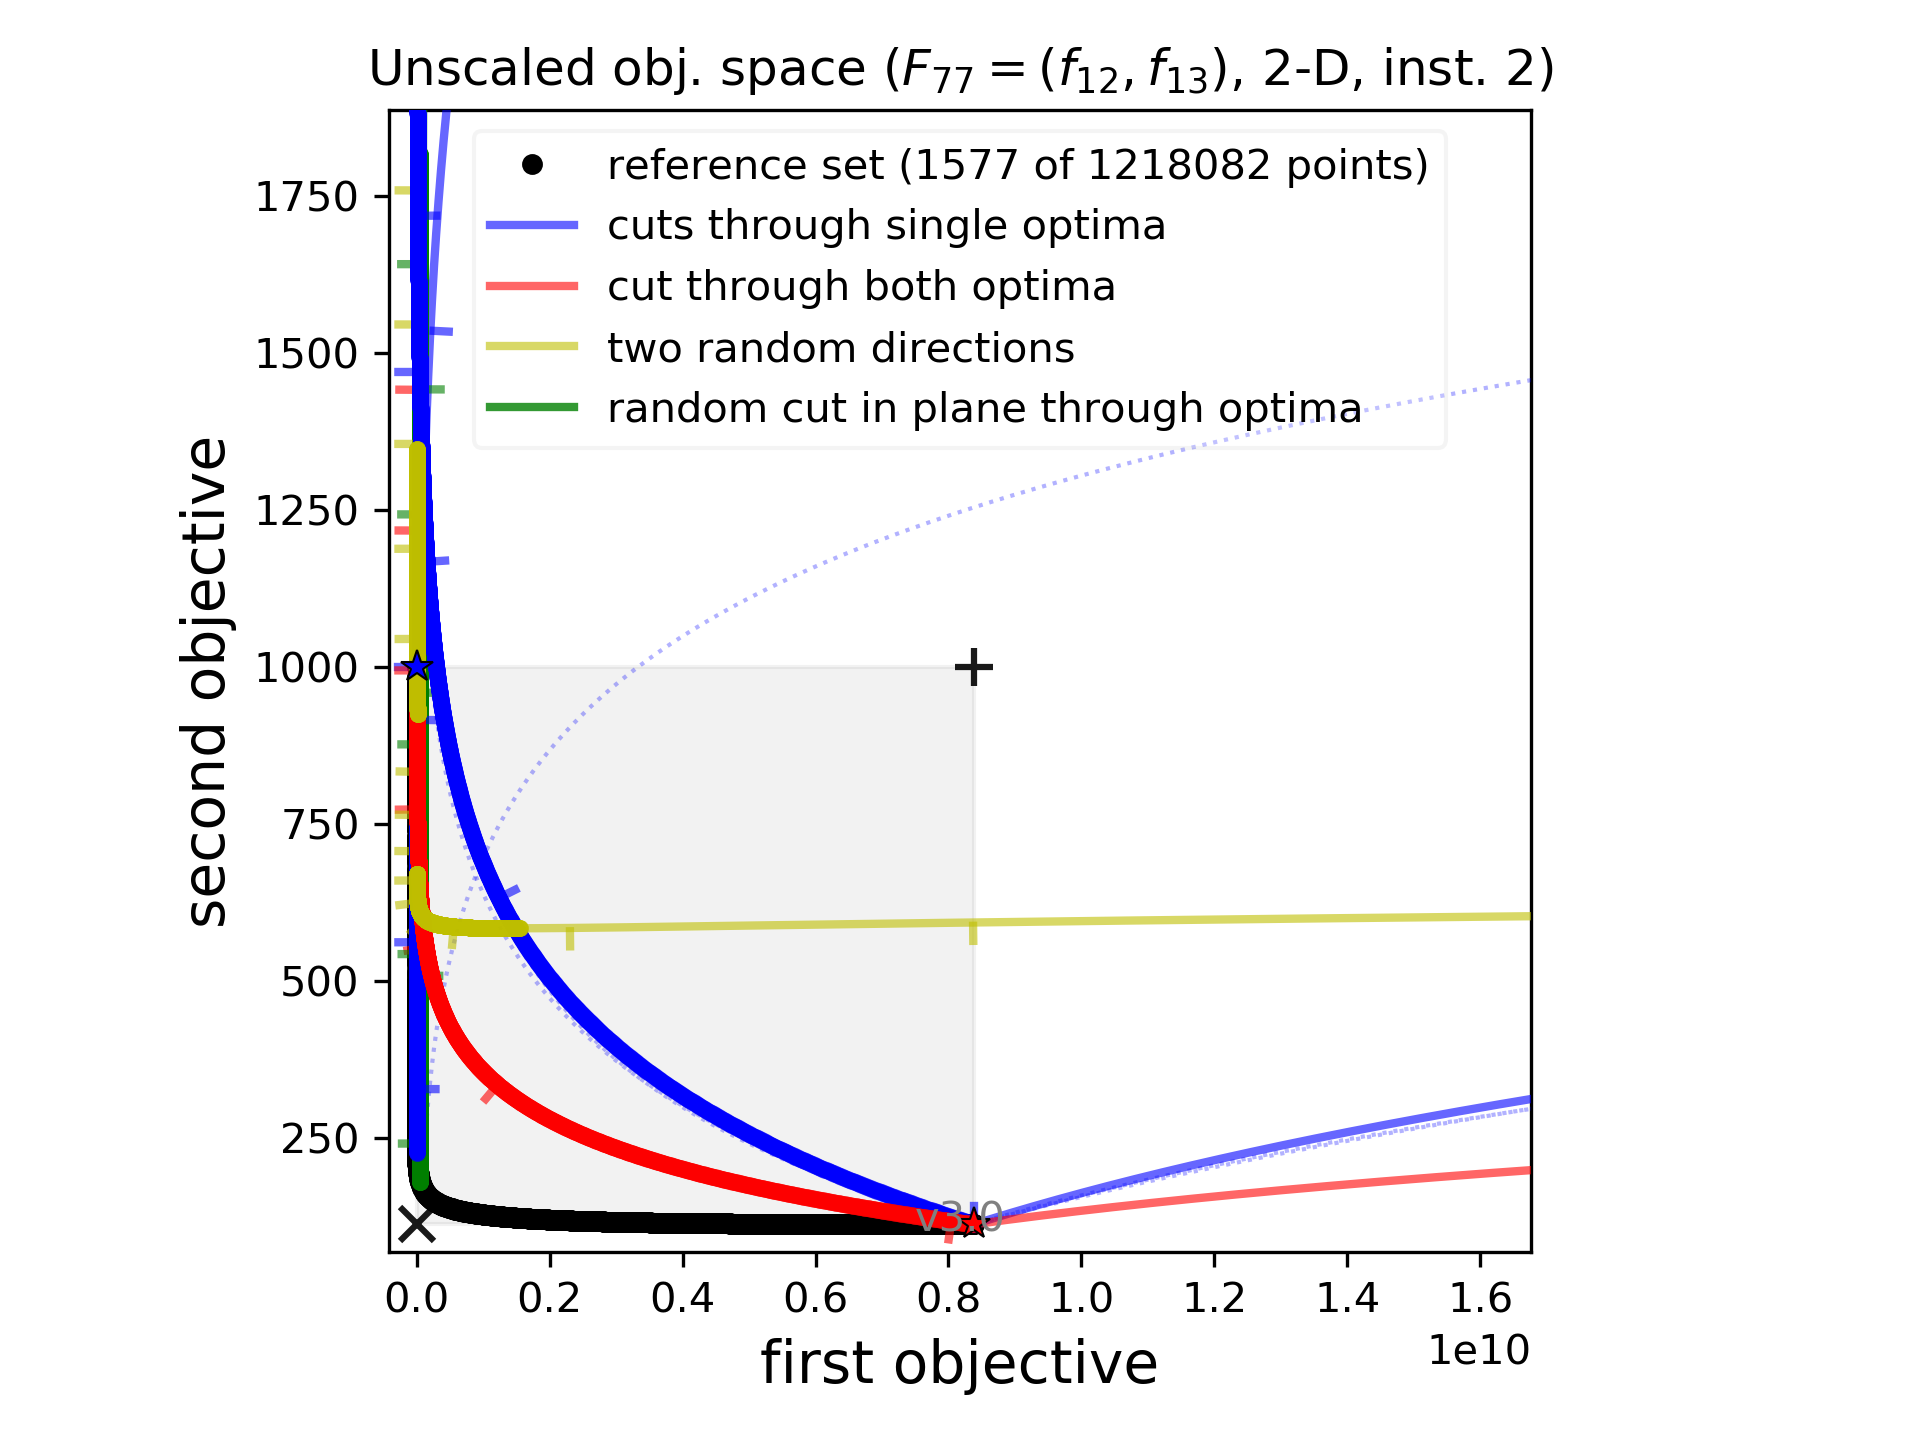 Unscaled obj. space (F77 = (f12, f13), 2-D, inst. 2)
reference set (1577 of 1218082 points)
cuts through single optima
cut through both optima
two random directions
random cut in plane through optima
second objective
1750
1500
1250
1000
750
500
250
v3.0
0.0 0.2 0.4 0.6 0.8 1.0 1.2 1.4 1.6
1e10
first objective